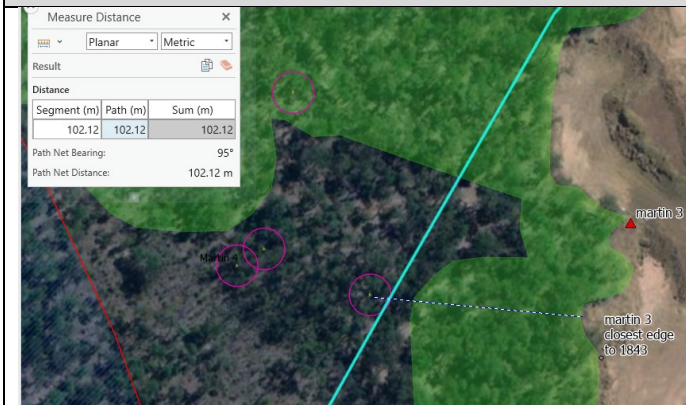 Measure Distance
Planar
Metric
Result
Distance
Segment (m) Path (m) Sum (m)
102.12 102.12 102.12
Path Net Bearing: 95°
Path Net Distance: 102.12 m
martin 3
Martin 4
martin 3
closest edge
to 1843